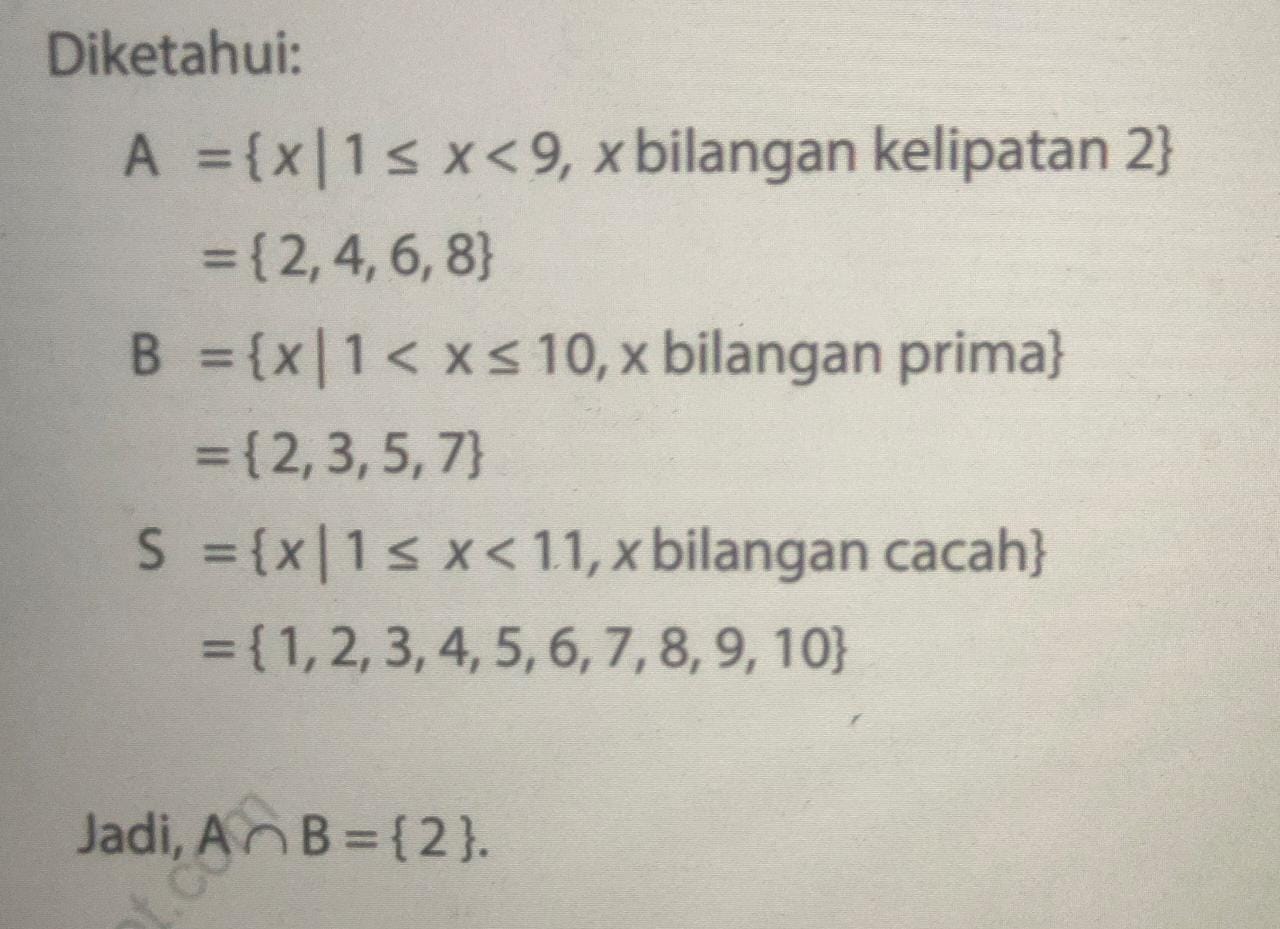 Diketahui:
A = { x | 1 ≤ x < 9, x bilangan kelipatan 2}
= { 2, 4, 6, 8}
B = {x | 1 < x ≤ 10, x bilangan prima}
= { 2, 3, 5, 7}
S = {x | 1 ≤ x < 11, x bilangan cacah}
= { 1, 2, 3, 4, 5, 6, 7, 8, 9, 10}
Jadi, A ∩ B = { 2 }.